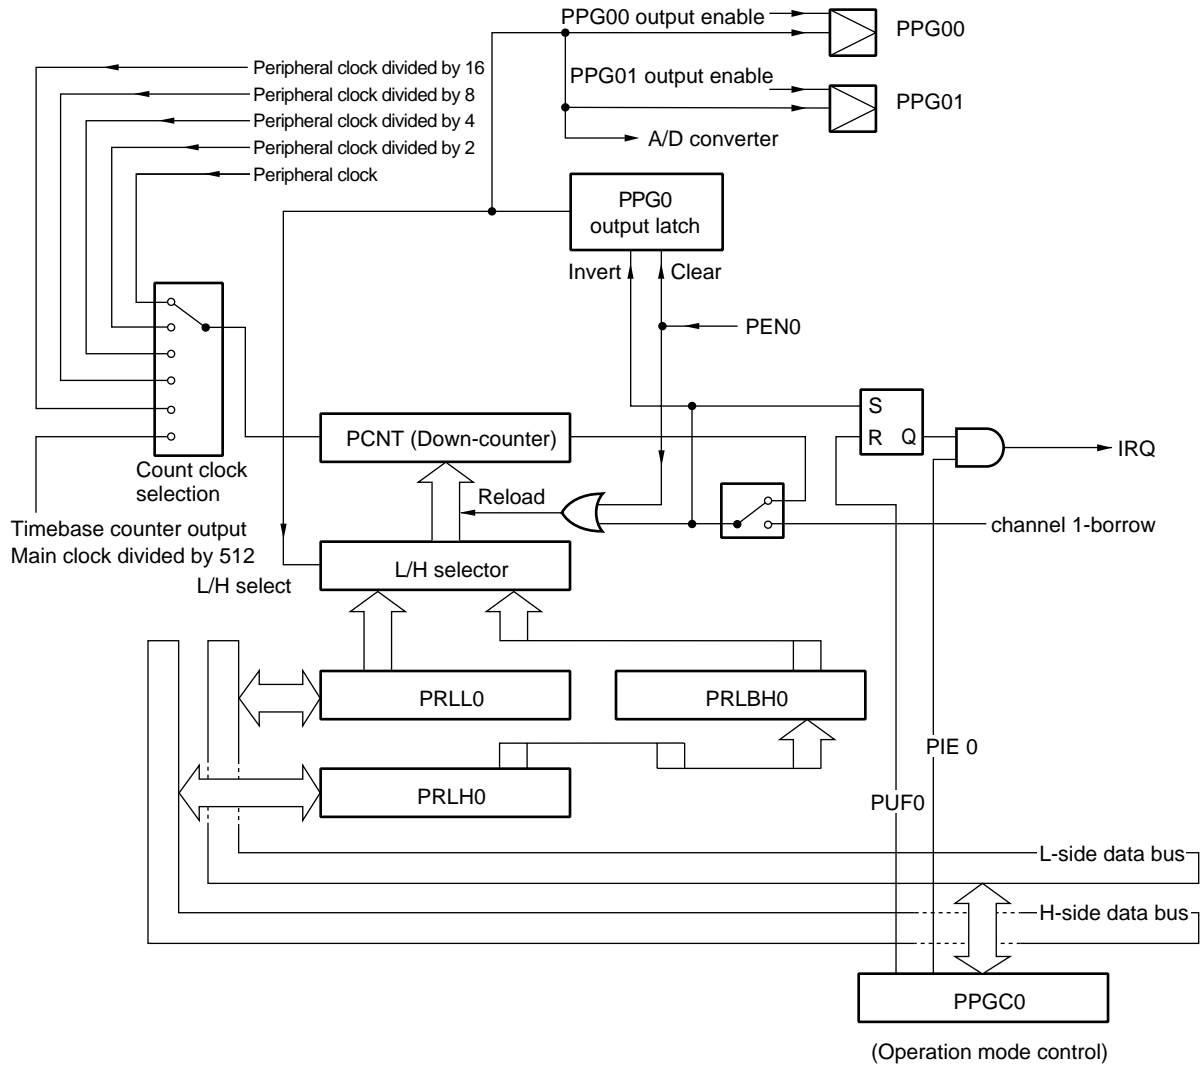 PPG00 output enable
PPG00
Peripheral clock divided by 16
PPG01 output enable
Peripheral clock divided by 8
PPG01
Peripheral clock divided by 4
A/D converter
Peripheral clock divided by 2
Peripheral clock
PPG0
output latch
Invert
Clear
PEN0
S
R
Q
PCNT (Down-counter)
IRQ
Count clock
selection
Reload
Timebase counter output
Main clock divided by 512
channel 1-borrow
L/H selector
L/H select
PRLL0
PRLBH0
PIE 0
PRLH0
PUF0
L-side data bus
H-side data bus
PPGC0
(Operation mode control)